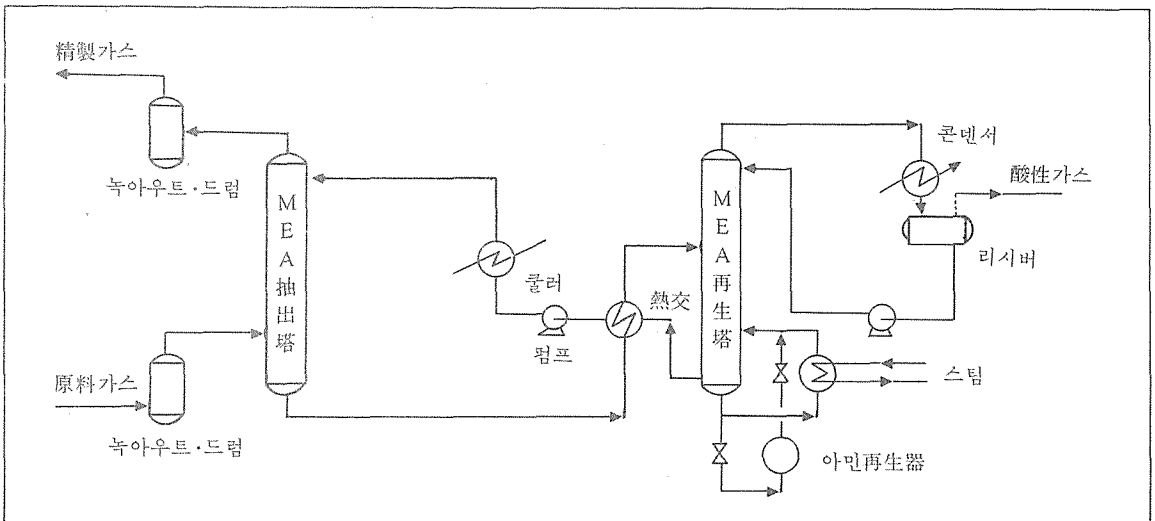 精製가스
녹아우트·드럼
MEA抽出塔
原料가스
녹아우트·드럼
쿨러
펌프
熱交
MEA再生塔
콘덴서
酸性가스
리시버
스팀
아민再生器